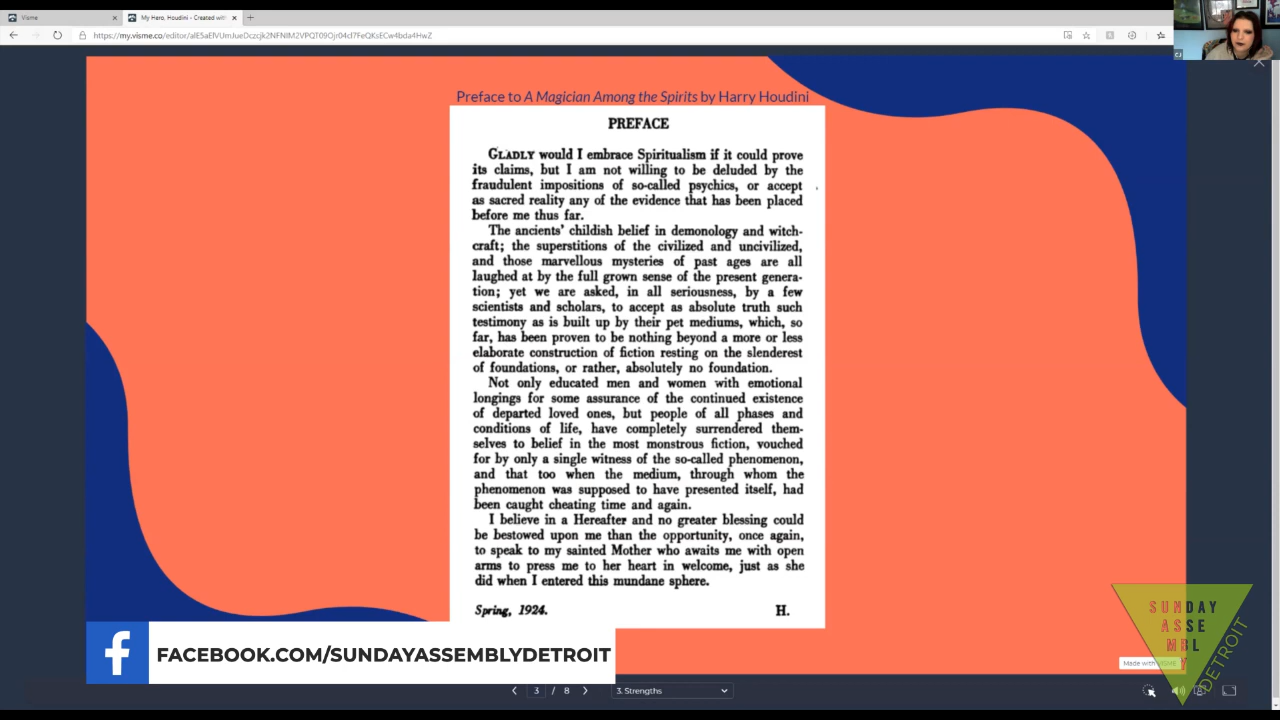 Visme
My Hero, Houdini - Created with
https://my.visme.co/editor/
CJ
Preface to A Magician Among the Spirits by Harry Houdini
PREFACE
GLADLY would I embrace Spiritualism if it could prove
its claims, but I am not willing to be deluded by the
fraudulent impositions of so-called psychics, or accept
as sacred reality any of the evidence that has been placed
before me thus far.
The ancients' childish belief in demonology and witch-
craft; the superstitions of the civilized and uncivilized,
and those marvellous mysteries of past ages are all
laughed at by the full grown sense of the present genera-
tion; yet we are asked, in all seriousness, by a few
scientists and scholars, to accept as absolute truth such
testimony as is built up by their pet mediums, which, so
far, has been proven to be nothing beyond a more or less
elaborate construction of fiction resting on the slenderest
of foundations, or rather, absolutely no foundation.
Not only educated men and women with emotional
longings for some assurance of the continued existence
of departed loved ones, but people of all phases and
conditions of life, have completely surrendered them-
selves to belief in the most monstrous fiction, vouched
for by only a single witness of the so-called phenomenon,
and that too when the medium, through whom the
phenomenon was supposed to have presented itself, had
been caught cheating time and again.
I believe in a Hereafter and no greater blessing could
be bestowed upon me than the opportunity, once again,
to speak to my sainted Mother who awaits me with open
arms to press me to her heart in welcome, just as she
did when I entered this mundane sphere.
Spring, 1924. H.
FACEBOOK.COM/SUNDAYASSEMBLYDETROIT
SUNDAY
ASSE
MBL
Y
DETROIT
Made with VISME
3 / 8
3. Strengths